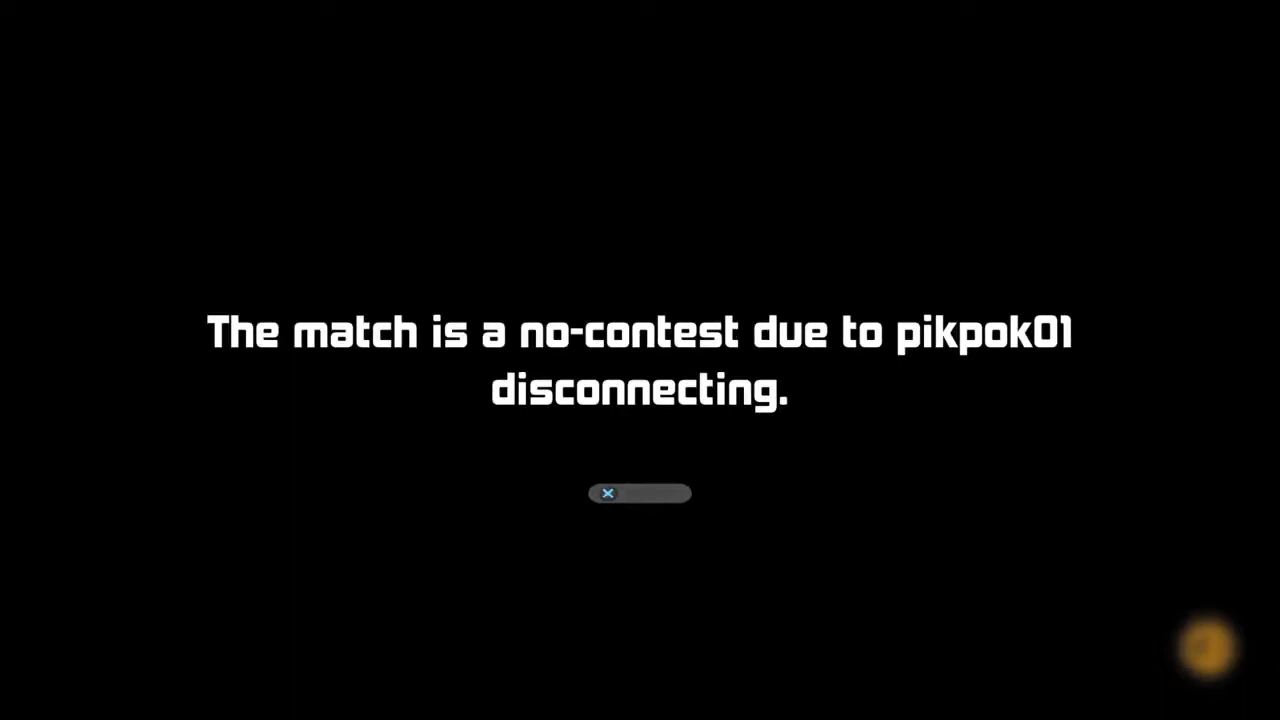 The match is a no-contest due to pikpok01
disconnecting.